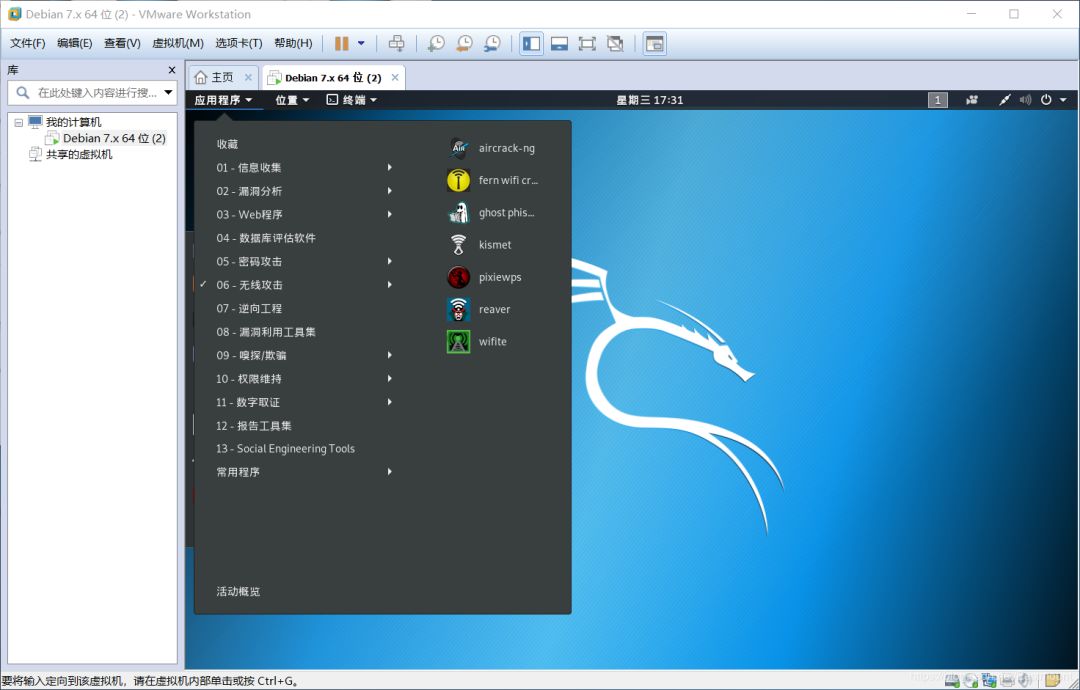 Debian 7.x 64 位 (2) - VMware Workstation
文件(F) 编辑(E) 查看(V) 虚拟机(M) 选项卡(T) 帮助(H)
库
在此处键入内容进行搜...
我的计算机
Debian 7.x 64 位 (2)
共享的虚拟机
主页 Debian 7.x 64 位 (2)
应用程序 位置 终端 星期三 17:31 1
收藏
01 - 信息收集
02 - 漏洞分析
03 - Web程序
04 - 数据库评估软件
05 - 密码攻击
06 - 无线攻击
07 - 逆向工程
08 - 漏洞利用工具集
09 - 嗅探/欺骗
10 - 权限维持
11 - 数字取证
12 - 报告工具集
13 - Social Engineering Tools
常用程序
活动概览
aircrack-ng
fern wifi cr...
ghost phis...
kismet
pixiewps
reaver
wifite
要将输入定向到该虚拟机，请在虚拟机内部单击或按 Ctrl+G。